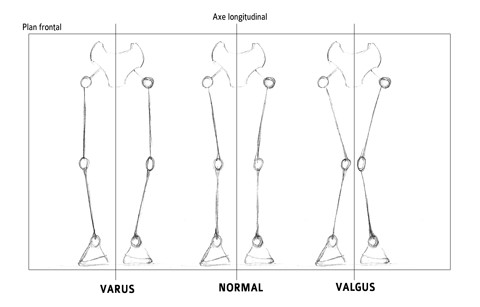 Axe longitudinal
Plan frontal
VARUS
NORMAL
VALGUS